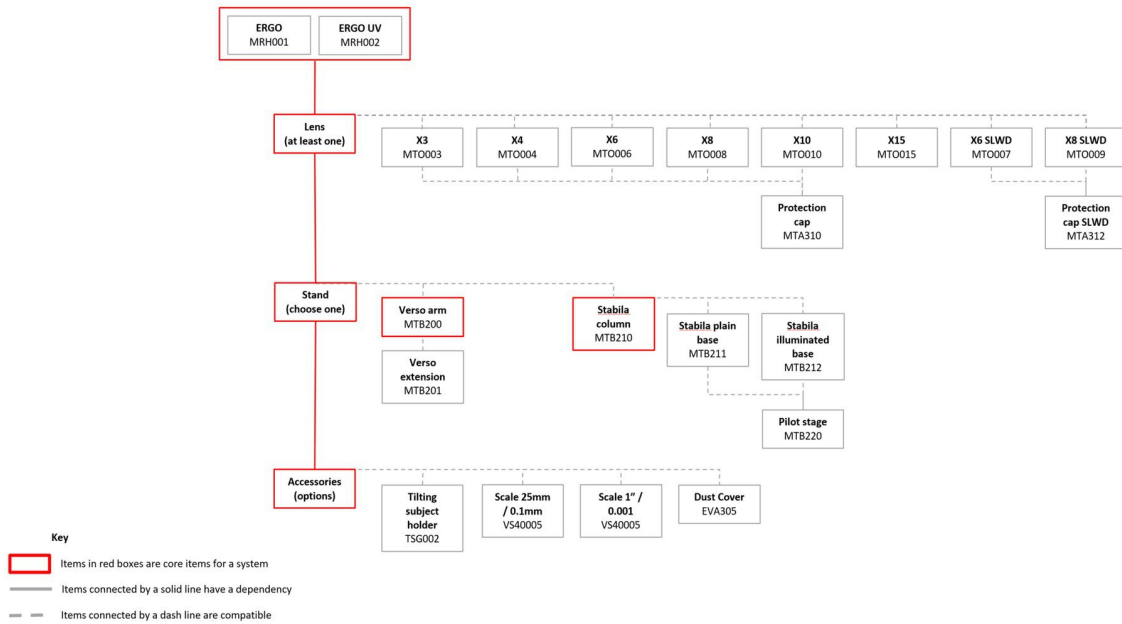 ERGO
MRH001
ERGO UV
MRH002
Lens
(at least one)
X3
MTO003
X4
MTO004
X6
MTO006
X8
MTO008
X10
MTO010
X15
MTO015
X6 SLWD
MTO007
X8 SLWD
MTO009
Protection
cap
MTA310
Protection
cap SLWD
MTA312
Stand
(choose one)
Verso arm
MTB200
Stabila
column
MTB210
Stabila plain
base
MTB211
Stabila
illuminated
base
MTB212
Verso
extension
MTB201
Pilot stage
MTB220
Accessories
(options)
Tilting
subject
holder
TSG002
Scale 25mm
/ 0.1mm
VS40005
Scale 1” /
0.001
VS40005
Dust Cover
EVA305
Key
Items in red boxes are core items for a system
Items connected by a solid line have a dependency
Items connected by a dash line are compatible